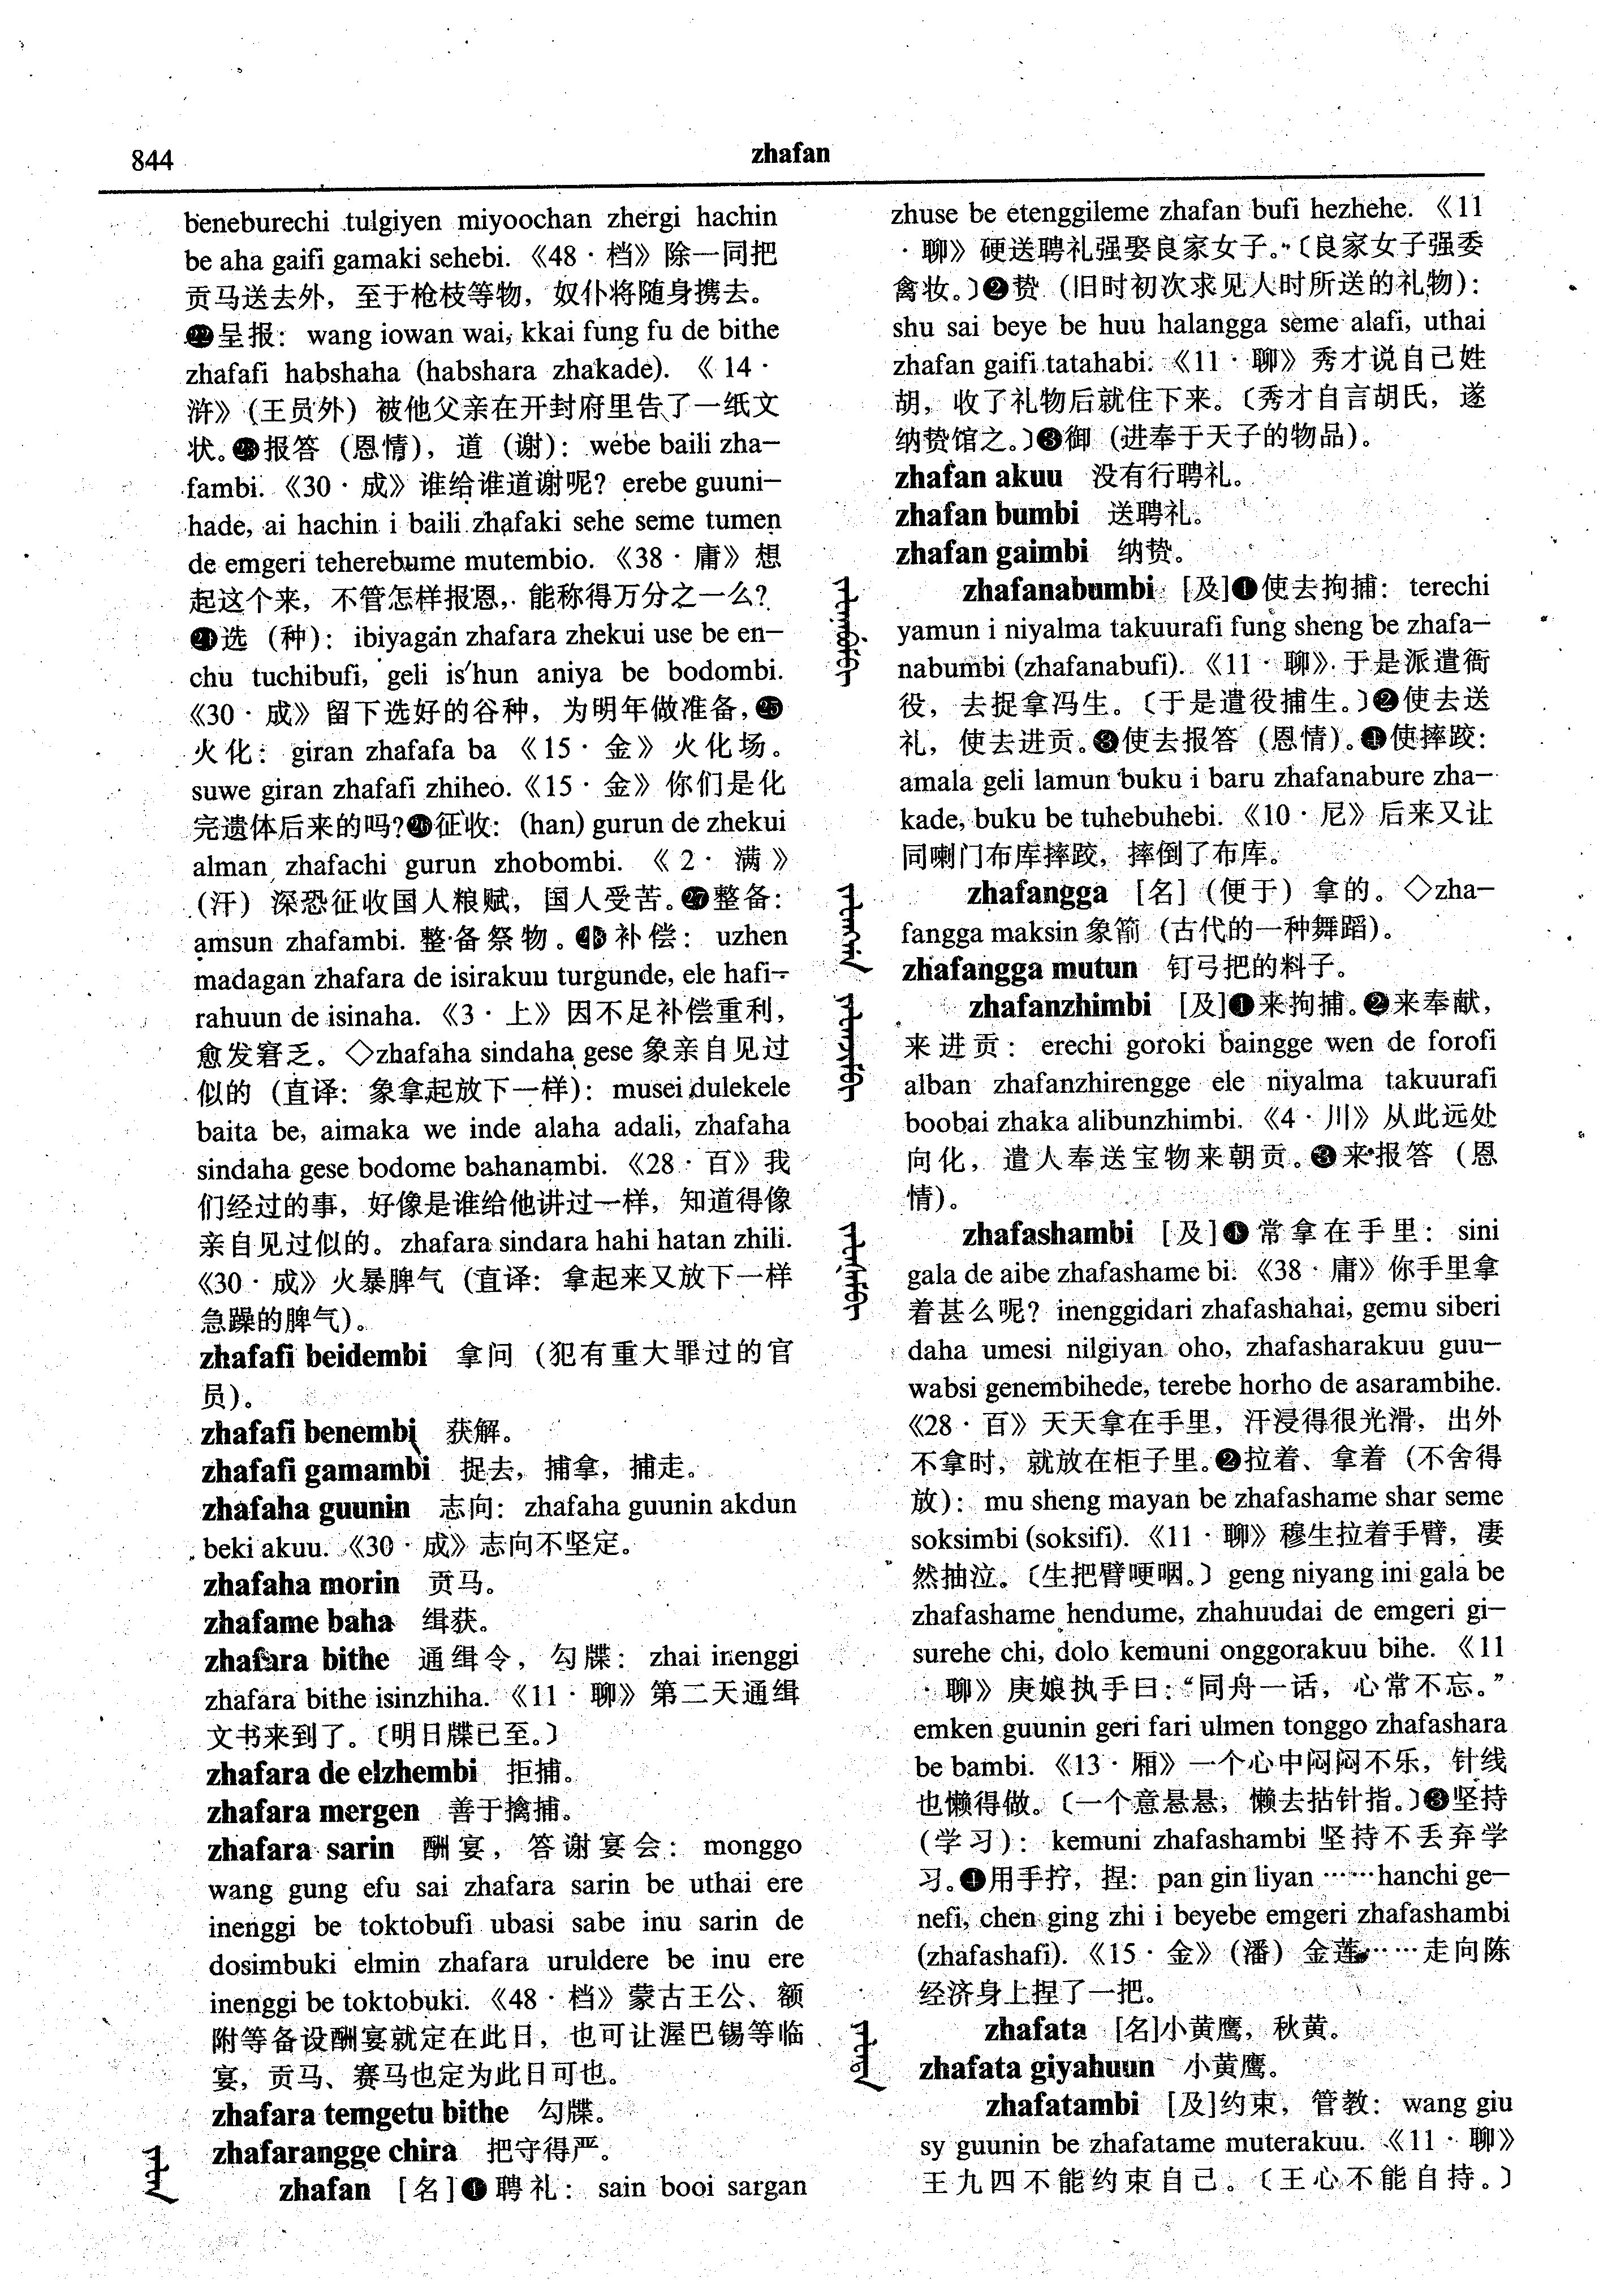 844
zhafan
beneburechi tulgiyen miyoochan zhergi hachin
be aha gaifi gamaki sehebi.《48·档》除一同把
贡马送去外，至于枪枝等物，奴仆将随身携去。
㉒呈报：wang iowan wai, kkai fung fu de bithe
zhafafi habshaha (habshara zhakade).《14·
浒》（王员外）被他父亲在开封府里告了一纸文
状。㉓报答（恩情），道（谢）：webe baili zha—
fambi.《30·成》谁给谁道谢呢？erebe guuni—
hade, ai hachin i baili zhafaki sehe seme tumen
de emgeri teherebume mutembio.《38·庸》想
起这个来，不管怎样报恩，能称得万分之一么？
㉔选（种）：ibiyagan zhafara zhekui use be en—
chu tuchibufi, geli is'hun aniya be bodombi.
《30·成》留下选好的谷种，为明年做准备，㉕
火化：giran zhafafa ba《15·金》火化场。
suwe giran zhafafi zhiheo.《15·金》你们是化
完遗体后来的吗？㉖征收：(han) gurun de zhekui
alman zhafachi gurun zhobombi.《2·满》
（汗）深恐征收国人粮赋，国人受苦。㉗整备：
amsun zhafambi. 整备祭物。㉘补偿：uzhen
madagan zhafara de isirakuu turgunde, ele hafi—
rahuun de isinaha.《3·上》因不足补偿重利，
愈发窘乏。◇zhafaha sindaha gese 象亲自见过
似的（直译：象拿起放下一样）：musei dulekele
baita be, aimaka we inde alaha adali, zhafaha
sindaha gese bodome bahanambi.《28·百》我
们经过的事，好像是谁给他讲过一样，知道得像
亲自见过似的。zhafara sindara hahi hatan zhili.
《30·成》火暴脾气（直译：拿起来又放下一样
急躁的脾气）。
zhafafi beidembi 拿问（犯有重大罪过的官
员）。
zhafafi benembi 获解。
zhafafi gamambi 捉去，捕拿，捕走。
zhafaha guunin 志向：zhafaha guunin akdun
beki akuu.《30·成》志向不坚定。
zhafaha morin 贡马。
zhafame baha 缉获。
zhafara bithe 通缉令，勾牒：zhai inenggi
zhafara bithe isinzhiha.《11·聊》第二天通缉
文书来到了。〔明日牒已至。〕
zhafara de elzhembi 拒捕。
zhafara mergen 善于擒捕。
zhafara sarin 酬宴，答谢宴会：monggo
wang gung efu sai zhafara sarin be uthai ere
inenggi be toktobufi ubasi sabe inu sarin de
dosimbuki elmin zhafara uruldere be inu ere
inenggi be toktobuki.《48·档》蒙古王公、额
附等备设酬宴就定在此日，也可让渥巴锡等临
宴，贡马、赛马也定为此日可也。
zhafara temgetu bithe 勾牒。
zhafarangge chira 把守得严。
zhafan [名]❶聘礼：sain booi sargan
zhuse be etenggileme zhafan bufi hezhehe.《11
·聊》硬送聘礼强娶良家女子。〔良家女子强委
禽妆。〕❷贽（旧时初次求见人时所送的礼物）：
shu sai beye be huu halangga seme alafi, uthai
zhafan gaifi tatahabi.《11·聊》秀才说自己姓
胡，收了礼物后就住下来。〔秀才自言胡氏，遂
纳贽馆之。〕❸御（进奉于天子的物品）。
zhafan akuu 没有行聘礼。
zhafan bumbi 送聘礼。
zhafan gaimbi 纳贽。
zhafanabumbi [及]❶使去拘捕：terechi
yamun i niyalma takuurafi fung sheng be zhafa—
nabumbi (zhafanabufi).《11·聊》于是派遣衙
役，去捉拿冯生。〔于是遣役捕生。〕❷使去送
礼，使去进贡。❸使去报答（恩情）。❹使摔跤：
amala geli lamun buku i baru zhafanabure zha—
kade, buku be tuhebuhebi.《10·尼》后来又让
同喇门布库摔跤，摔倒了布库。
zhafangga [名]（便于）拿的。◇zha—
fangga maksin 象箾（古代的一种舞蹈）。
zhafangga mutun 钉弓把的料子。
zhafanzhimbi [及]❶来拘捕。❷来奉献，
来进贡：erechi goroki baingge wen de forofi
alban zhafanzhirengge ele niyalma takuurafi
boobai zhaka alibunzhimbi.《4·川》从此远处
向化，遣人奉送宝物来朝贡。❸来报答（恩
情）。
zhafashambi [及]❶常拿在手里：sini
gala de aibe zhafashame bi.《38·庸》你手里拿
着甚么呢？inenggidari zhafashahai, gemu siberi
daha umesi nilgiyan oho, zhafasharakuu guu—
wabsi genembihede, terebe horho de asarambihe.
《28·百》天天拿在手里，汗浸得很光滑，出外
不拿时，就放在柜子里。❷拉着、拿着（不舍得
放）：mu sheng mayan be zhafashame shar seme
soksimbi (soksifi).《11·聊》穆生拉着手臂，凄
然抽泣。〔生把臂哽咽。〕geng niyang ini gala be
zhafashame hendume, zhahuudai de emgeri gi—
surehe chi, dolo kemuni onggorakuu bihe.《11
·聊》庚娘执手曰：“同舟一话，心常不忘。”
emken guunin geri fari ulmen tonggo zhafashara
be bambi.《13·厢》一个心中闷闷不乐，针线
也懒得做。〔一个意悬悬，懒去拈针指。〕❸坚持
（学习）：kemuni zhafashambi 坚持不丢弃学
习。❹用手拧，捏：pan gin liyan ⋯⋯hanchi ge—
nefi, chen ging zhi i beyebe emgeri zhafashambi
(zhafashafi).《15·金》（潘）金莲⋯⋯走向陈
经济身上捏了一把。
zhafata [名]小黄鹰，秋黄。
zhafata giyahuun 小黄鹰。
zhafatambi [及]约束，管教：wang giu
sy guunin be zhafatame muterakuu.《11·聊》
王九四不能约束自己。〔王心不能自持。〕